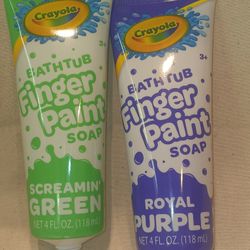 Crayola
3+
BATHTUB
Finger
Paint
SOAP
SCREAMIN'
GREEN
NET 4 FL. OZ. (118 mL)
Crayola
3+
BATHTUB
Finger
Paint
SOAP
ROYAL
PURPLE
NET 4 FL. OZ. (118 mL)